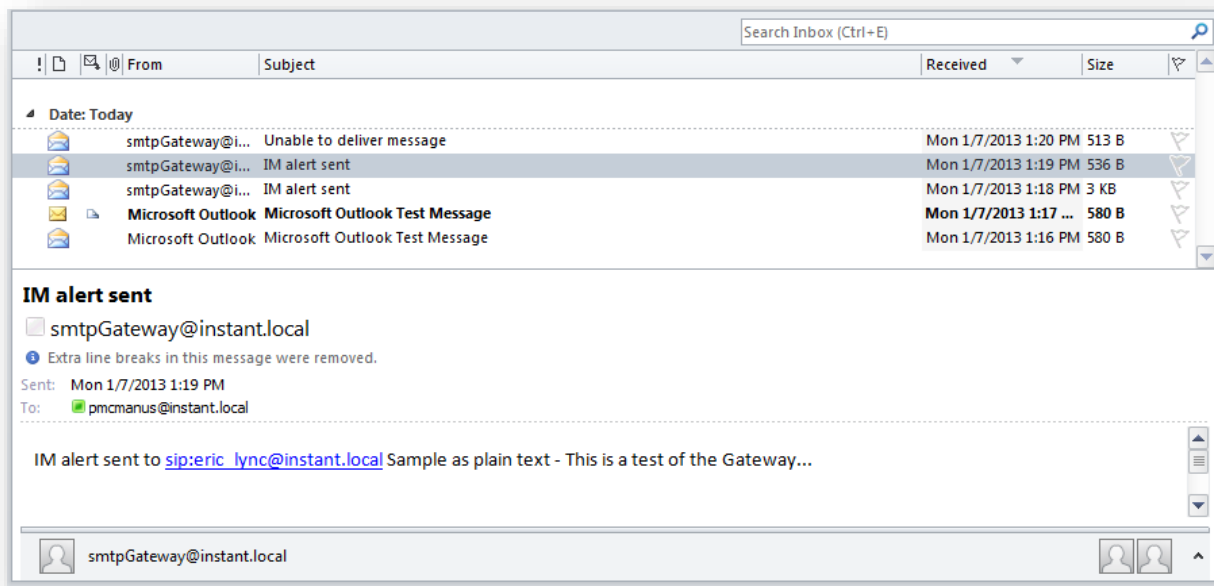 Search Inbox (Ctrl+E)
! From Subject Received Size
Date: Today
smtpGateway@i... Unable to deliver message Mon 1/7/2013 1:20 PM 513 B
smtpGateway@i... IM alert sent Mon 1/7/2013 1:19 PM 536 B
smtpGateway@i... IM alert sent Mon 1/7/2013 1:18 PM 3 KB
Microsoft Outlook Microsoft Outlook Test Message Mon 1/7/2013 1:17 ... 580 B
Microsoft Outlook Microsoft Outlook Test Message Mon 1/7/2013 1:16 PM 580 B
IM alert sent
smtpGateway@instant.local
Extra line breaks in this message were removed.
Sent: Mon 1/7/2013 1:19 PM
To: pmcmanus@instant.local
IM alert sent to sip:eric_lync@instant.local Sample as plain text - This is a test of the Gateway...
smtpGateway@instant.local